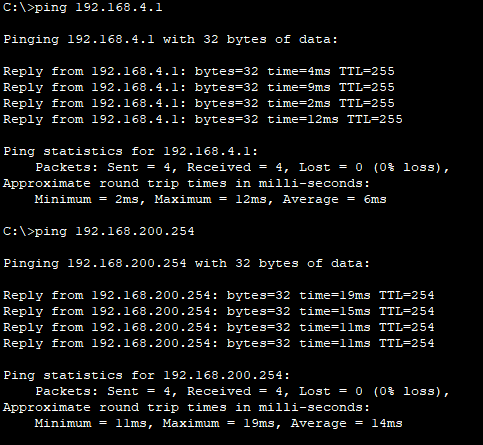 C:\>ping 192.168.4.1
Pinging 192.168.4.1 with 32 bytes of data:
Reply from 192.168.4.1: bytes=32 time=4ms TTL=255
Reply from 192.168.4.1: bytes=32 time=9ms TTL=255
Reply from 192.168.4.1: bytes=32 time=2ms TTL=255
Reply from 192.168.4.1: bytes=32 time=12ms TTL=255
Ping statistics for 192.168.4.1:
    Packets: Sent = 4, Received = 4, Lost = 0 (0% loss),
Approximate round trip times in milli-seconds:
    Minimum = 2ms, Maximum = 12ms, Average = 6ms
C:\>ping 192.168.200.254
Pinging 192.168.200.254 with 32 bytes of data:
Reply from 192.168.200.254: bytes=32 time=19ms TTL=254
Reply from 192.168.200.254: bytes=32 time=15ms TTL=254
Reply from 192.168.200.254: bytes=32 time=11ms TTL=254
Reply from 192.168.200.254: bytes=32 time=11ms TTL=254
Ping statistics for 192.168.200.254:
    Packets: Sent = 4, Received = 4, Lost = 0 (0% loss),
Approximate round trip times in milli-seconds:
    Minimum = 11ms, Maximum = 19ms, Average = 14ms